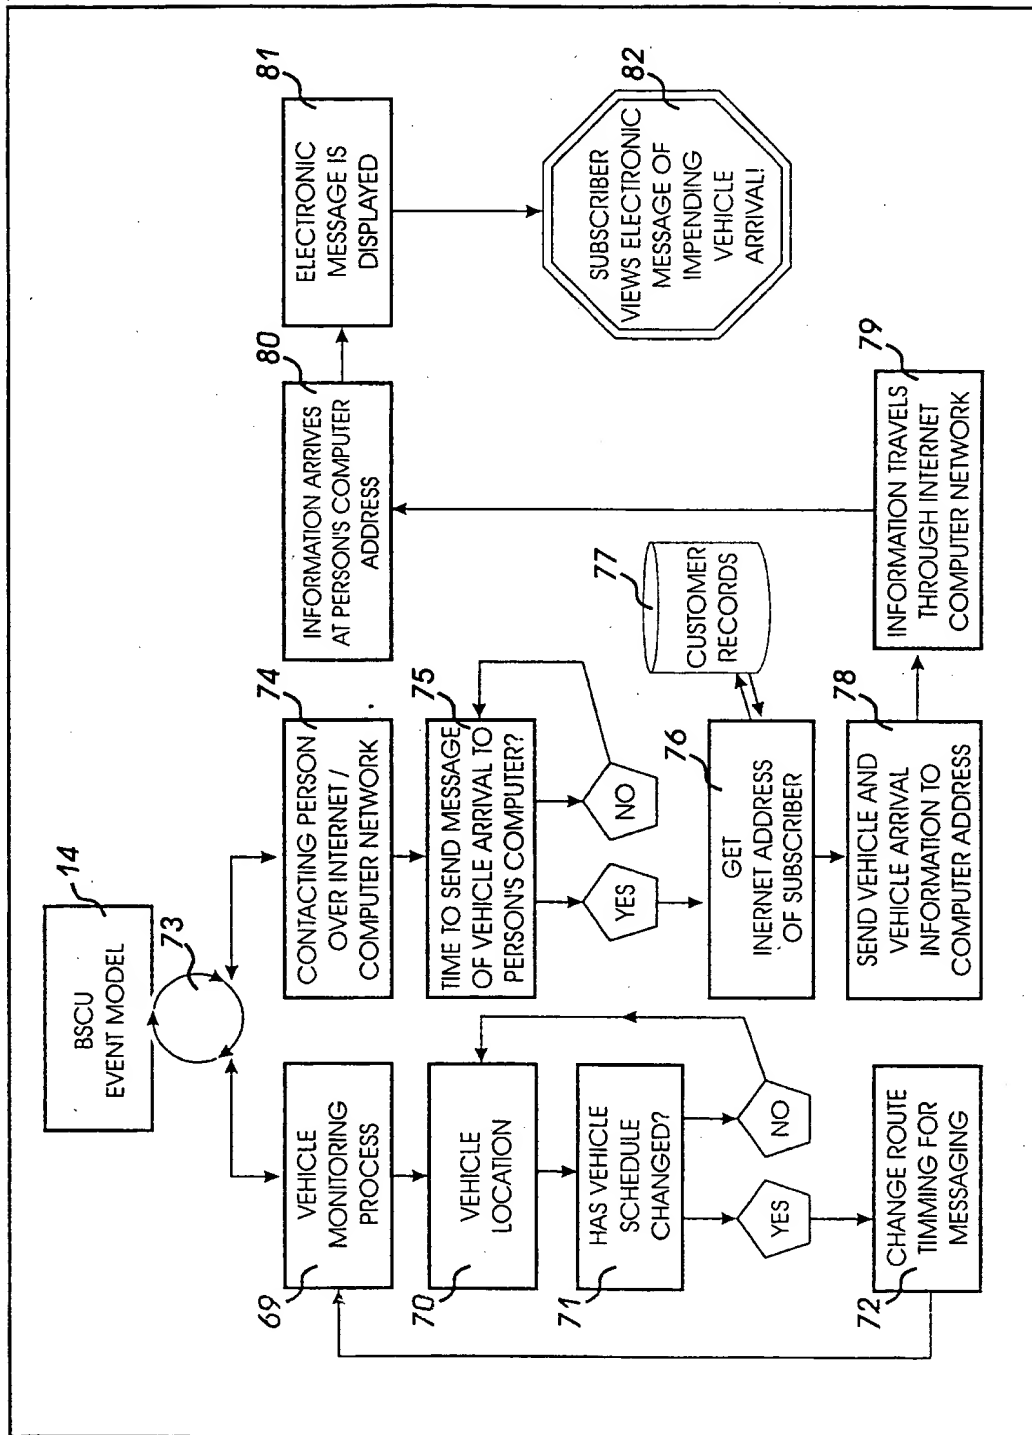 BSCU
EVENT MODEL
14
73
VEHICLE
MONITORING
PROCESS
69
VEHICLE
LOCATION
70
HAS VEHICLE
SCHEDULE
CHANGED?
71
YES
NO
CHANGE ROUTE
TIMMING FOR
MESSAGING
72
CONTACTING PERSON
OVER INTERNET /
COMPUTER NETWORK
74
TIME TO SEND MESSAGE
OF VEHICLE ARRIVAL TO
PERSON'S COMPUTER?
75
YES
NO
GET
INERNET ADDRESS
OF SUBSCRIBER
76
CUSTOMER
RECORDS
77
SEND VEHICLE AND
VEHICLE ARRIVAL
INFORMATION TO
COMPUTER ADDRESS
78
INFORMATION TRAVELS
THROUGH INTERNET
COMPUTER NETWORK
79
INFORMATION ARRIVES
AT PERSON'S COMPUTER
ADDRESS
80
ELECTRONIC
MESSAGE IS
DISPLAYED
81
SUBSCRIBER
VIEWS ELECTRONIC
MESSAGE OF
IMPENDING
VEHICLE
ARRIVAL!
82